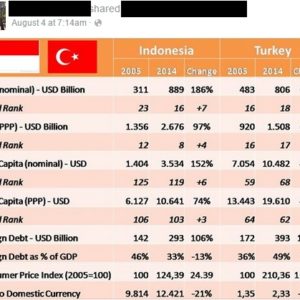 shared
August 4 at 7:14am
Indonesia Turkey
2005 2014 Change 2005 2014
(nominal) - USD Billion 311 889 186% 483 806
Rank 23 16 +7 17 18
PPP) - USD Billion 1.356 2.676 97% 920 1.508
Rank 12 8 +4 16 17
Capita (nominal) - USD 1.404 3.534 152% 7.054 10.482
Rank 125 119 +6 59 68
Capita (PPP) - USD 6.127 10.641 74% 13.443 19.610
Rank 106 103 +3 64 62
gn Debt - USD Billion 142 293 106% 172 393
gn Debt as % of GDP 46% 33% -13% 36% 49%
umer Price Index (2005=100) 100 124,39 24.39 100 210,36
o Domestic Currency 9.814 12.421 -21% 1,35 2,33